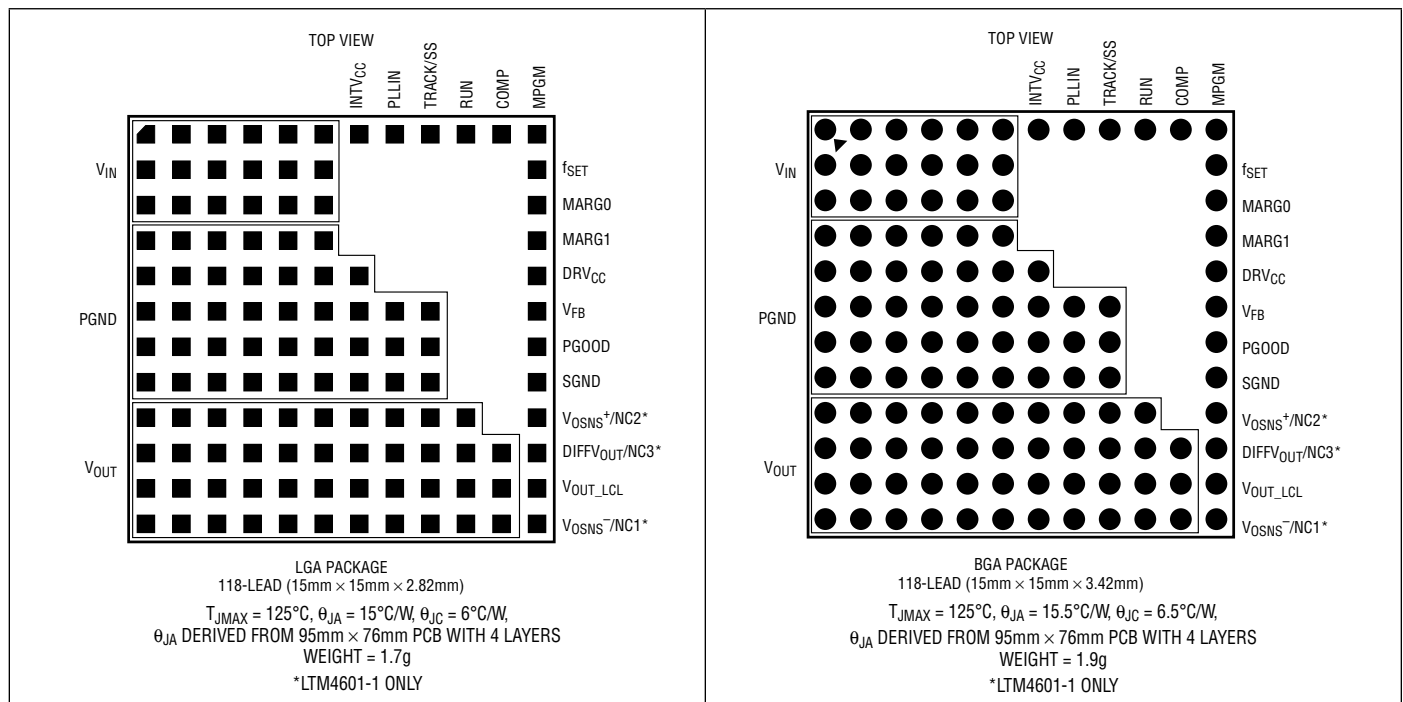 TOP VIEW
INTVCC
PLLIN
TRACK/SS
RUN
COMP
MPGM
VIN
fSET
MARG0
MARG1
DRVCC
PGND
VFB
PGOOD
SGND
VOSNS+/NC2*
VOUT
DIFFVOUT/NC3*
VOUT_LCL
VOSNS–/NC1*
LGA PACKAGE
118-LEAD (15mm × 15mm × 2.82mm)
TJMAX = 125°C, θJA = 15°C/W, θJC = 6°C/W,
θJA DERIVED FROM 95mm × 76mm PCB WITH 4 LAYERS
WEIGHT = 1.7g
*LTM4601-1 ONLY
TOP VIEW
INTVCC
PLLIN
TRACK/SS
RUN
COMP
MPGM
VIN
fSET
MARG0
MARG1
DRVCC
PGND
VFB
PGOOD
SGND
VOSNS+/NC2*
VOUT
DIFFVOUT/NC3*
VOUT_LCL
VOSNS–/NC1*
BGA PACKAGE
118-LEAD (15mm × 15mm × 3.42mm)
TJMAX = 125°C, θJA = 15.5°C/W, θJC = 6.5°C/W,
θJA DERIVED FROM 95mm × 76mm PCB WITH 4 LAYERS
WEIGHT = 1.9g
*LTM4601-1 ONLY